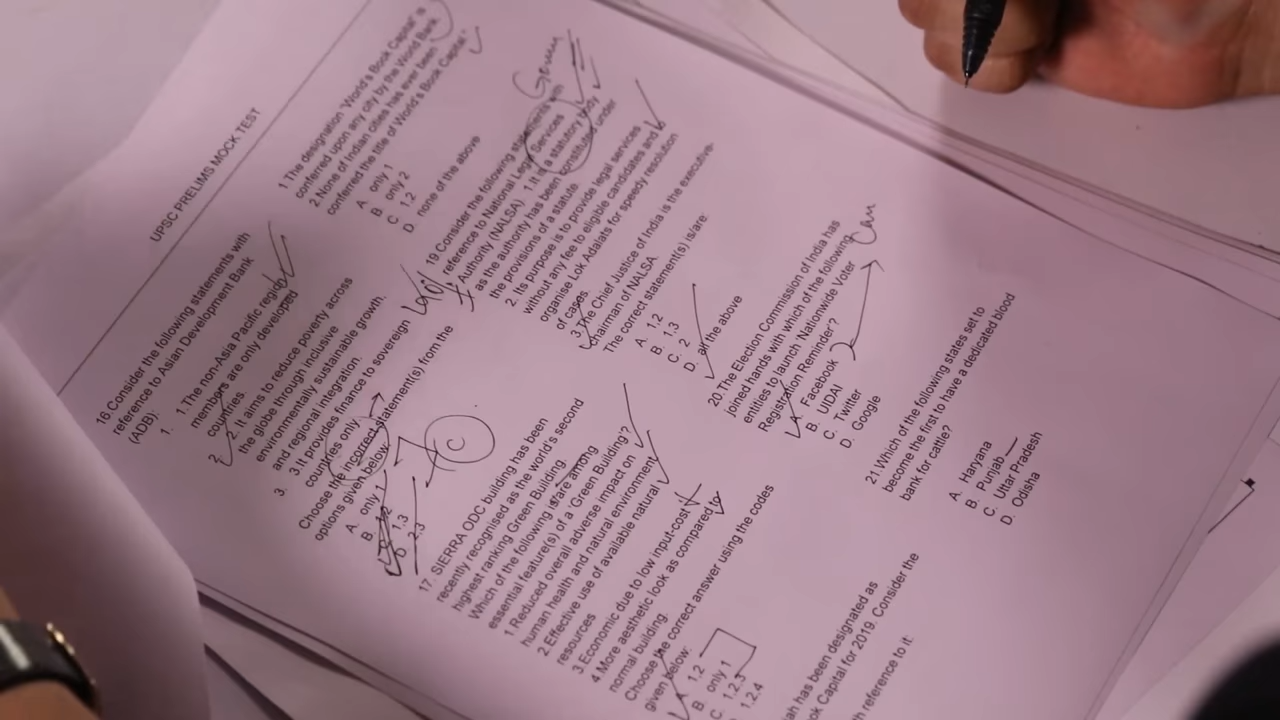 UPSC PRELIMS MOCK TEST
16.Consider the following statements with
reference to Asian Development Bank
(ADB):
1. 1.The non-Asia Pacific region
members are only developed
countries
2. 2. It aims to reduce poverty across
the globe through inclusive
environmentally sustainable growth.
and regional integration.
3. 3.It provides finance to sovereign
countries only
Choose the incorrect statement(s) from the
options given below:
A. only 1
B.
1.3
D. 2.3
C
17. SIERRA ODC building has been
recently recognised as the world's second
highest ranking Green Building.
Which of the following is/are among
essential feature(s) of a 'Green Building'?
1 Reduced overall adverse impact on
human health and natural environment
2.Effective use of available natural
resources
3.Economic due to low input-cost
4 More aesthetic look as compared to
normal building.
Choose the correct answer using the codes
given below:
A 1.2
B only 1
C. 1.2.3
1.2.4
has been designated as
Capital for 2019. Consider the
reference to it:
1 The designation "World's Book Capital" is
conferred upon any city by the World Bank
2 None of Indian cities has ever been
conferred the title of World's Book Capital.
A only 1
B only 2
C 1.2
D none of the above
19 Consider the following statements with
reference to National Legal Services
Authority (NALSA) 1.It is a statutory body
as the authority has been constituted under
the provisions of a statute.
2. Its purpose is to provide legal services
without any fee to eligible candidates and
organise Lok Adalats for speedy resolution
of cases.
3.The Chief Justice of India is the executive-
chairman of NALSA
The correct statement(s) is/are:
A. 1.2
B. 1.3
C. 2
D. all the above
20.The Election Commission of India has
joined hands with which of the following
entities to launch 'Nationwide Voter
Registration Reminder'?
A. Facebook
B. UIDAI
C. Twitter
D. Google
21.Which of the following states set to
become the first to have a dedicated blood
bank for cattle?
A. Haryana
B. Punjab
C. Uttar Pradesh
D. Odisha